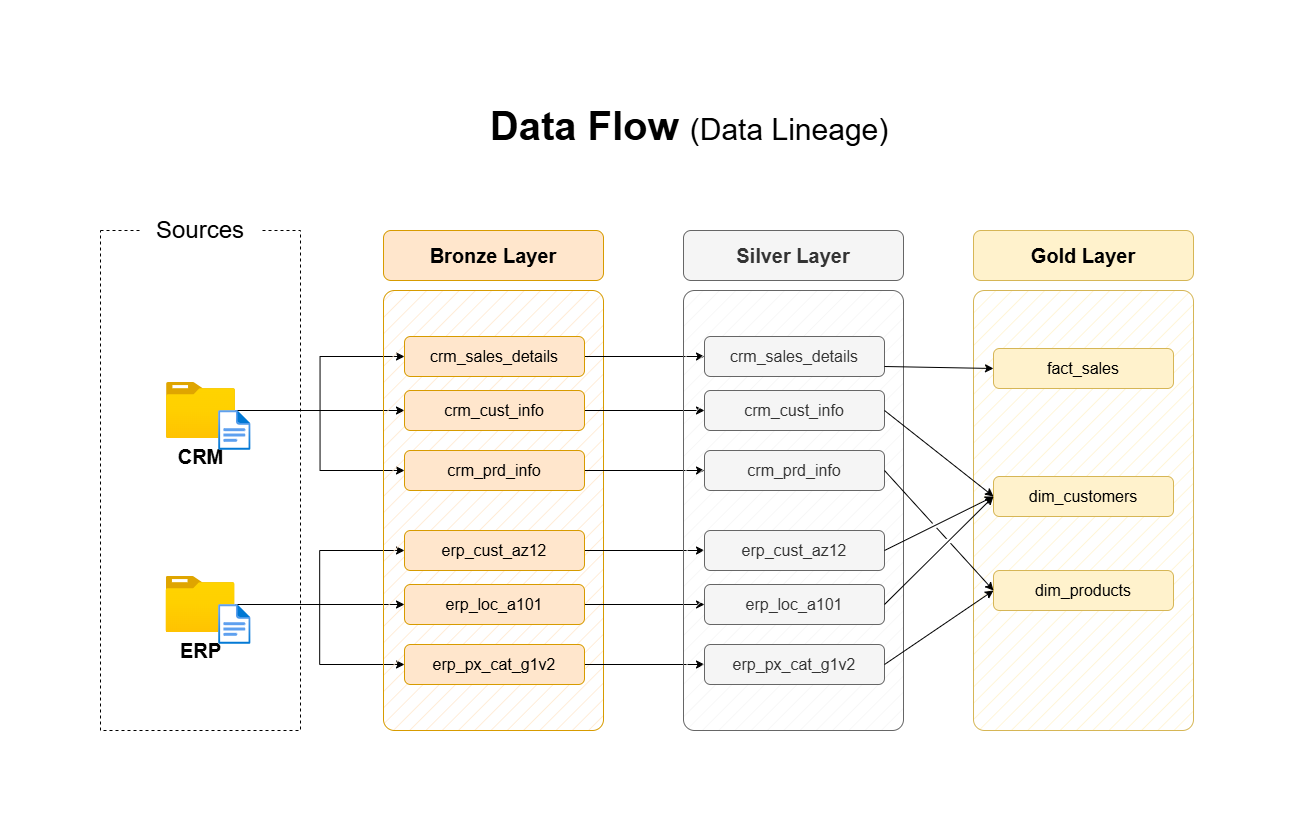 Data Flow (Data Lineage)
Sources
CRM
ERP
Bronze Layer
crm_sales_details
crm_cust_info
crm_prd_info
erp_cust_az12
erp_loc_a101
erp_px_cat_g1v2
Silver Layer
crm_sales_details
crm_cust_info
crm_prd_info
erp_cust_az12
erp_loc_a101
erp_px_cat_g1v2
Gold Layer
fact_sales
dim_customers
dim_products